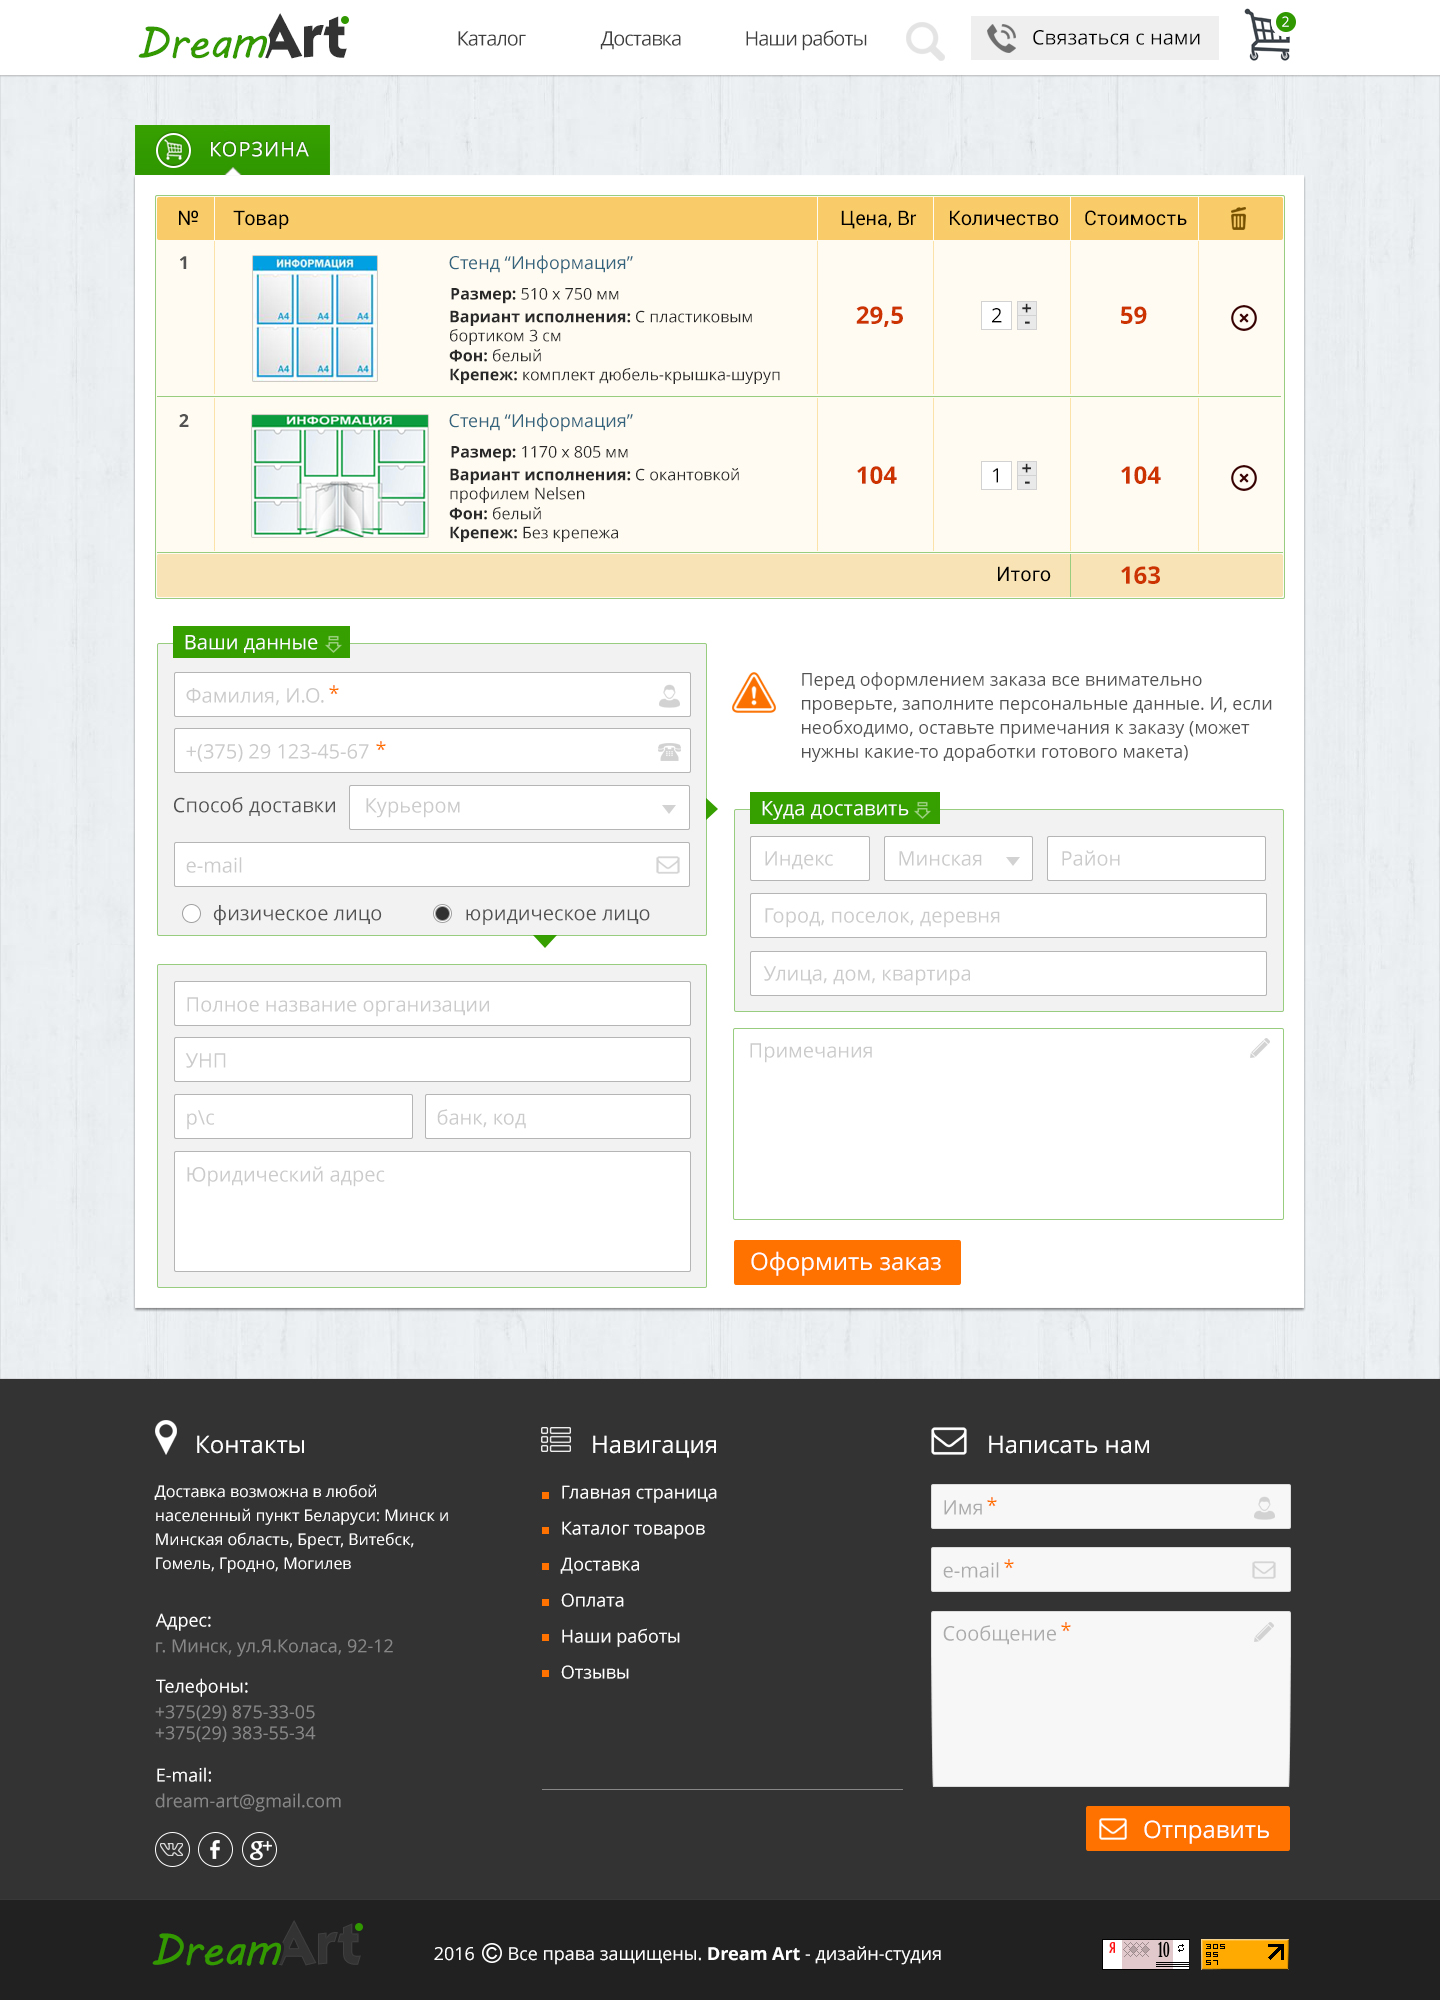 DreamArt
Каталог
Доставка
Наши работы
Связаться с нами
2
КОРЗИНА
№ Товар Цена, Br Количество Стоимость
1
ИНФОРМАЦИЯ
A4 A4 A4
A4 A4 A4
Стенд “Информация”
Размер: 510 x 750 мм
Вариант исполнения: С пластиковым
бортиком 3 см
Фон: белый
Крепеж: комплект дюбель-крышка-шуруп
29,5
2
+
-
59
2
ИНФОРМАЦИЯ
Стенд “Информация”
Размер: 1170 x 805 мм
Вариант исполнения: С окантовкой
профилем Nelsen
Фон: белый
Крепеж: Без крепежа
104
1
+
-
104
Итого 163
Ваши данные
Фамилия, И.О. *
+(375) 29 123-45-67 *
Способ доставки Курьером
e-mail
физическое лицо юридическое лицо
Полное название организации
УНП
р\с банк, код
Юридический адрес
Перед оформлением заказа все внимательно
проверьте, заполните персональные данные. И, если
необходимо, оставьте примечания к заказу (может
нужны какие-то доработки готового макета)
Куда доставить
Индекс Минская Район
Город, поселок, деревня
Улица, дом, квартира
Примечания
Оформить заказ
Контакты
Доставка возможна в любой
населенный пункт Беларуси: Минск и
Минская область, Брест, Витебск,
Гомель, Гродно, Могилев
Адрес:
г. Минск, ул.Я.Коласа, 92-12
Телефоны:
+375(29) 875-33-05
+375(29) 383-55-34
E-mail:
dream-art@gmail.com
Навигация
Главная страница
Каталог товаров
Доставка
Оплата
Наши работы
Отзывы
Написать нам
Имя *
e-mail *
Сообщение *
Отправить
DreamArt
2016 © Все права защищены. Dream Art - дизайн-студия
Я 10
305
85
57